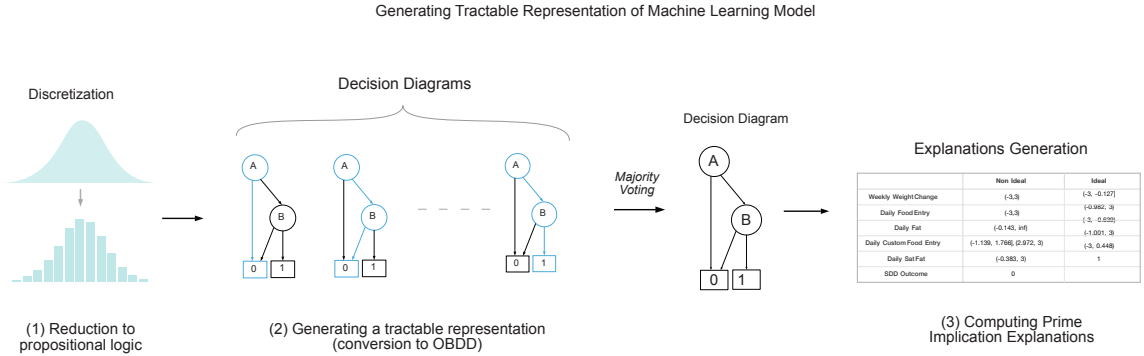 Generating Tractable Representation of Machine Learning Model
Discretization
Decision Diagrams
A
B
0 1
A
B
0 1
A
B
0 1
Majority
Voting
Decision Diagram
A
B
0 1
Explanations Generation
Non Ideal Ideal
Weekly Weight Change (-3,3) (-3, -0.127]
Daily Food Entry (-3,3) (-0.982, 3)
Daily Fat (-0.143, inf)
(-1.001, 3)
Daily Custom Food Entry (-1.139, 1.766], (2.972, 3) (-3, 0.448)
Daily Sat Fat (-0.383, 3) 1
SDD Outcome 0
(1) Reduction to
propositional logic
(2) Generating a tractable representation
(conversion to OBDD)
(3) Computing Prime
Implication Explanations